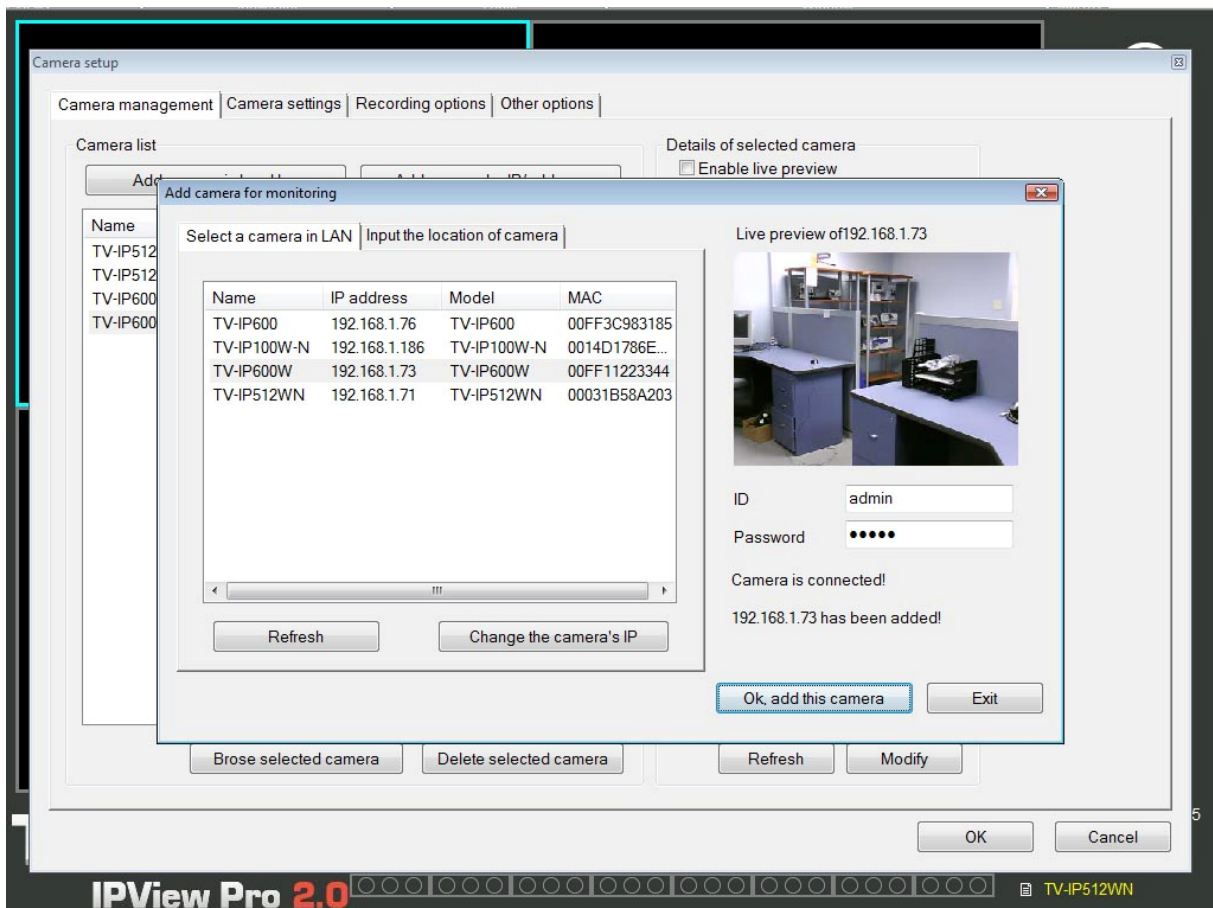 Camera setup
Camera management Camera settings Recording options Other options
Camera list
Details of selected camera
Enable live preview
Add camera for monitoring
Name
TV-IP512
TV-IP512
TV-IP600
TV-IP600
Select a camera in LAN Input the location of camera
Live preview of192.168.1.73
Name IP address Model MAC
TV-IP600 192.168.1.76 TV-IP600 00FF3C983185
TV-IP100W-N 192.168.1.186 TV-IP100W-N 0014D1786E...
TV-IP600W 192.168.1.73 TV-IP600W 00FF11223344
TV-IP512WN 192.168.1.71 TV-IP512WN 00031B58A203
ID admin
Password •••••
Camera is connected!
192.168.1.73 has been added!
Refresh Change the camera's IP
Ok, add this camera Exit
Brose selected camera Delete selected camera Refresh Modify
OK Cancel
IPView Pro 2.0
TV-IP512WN